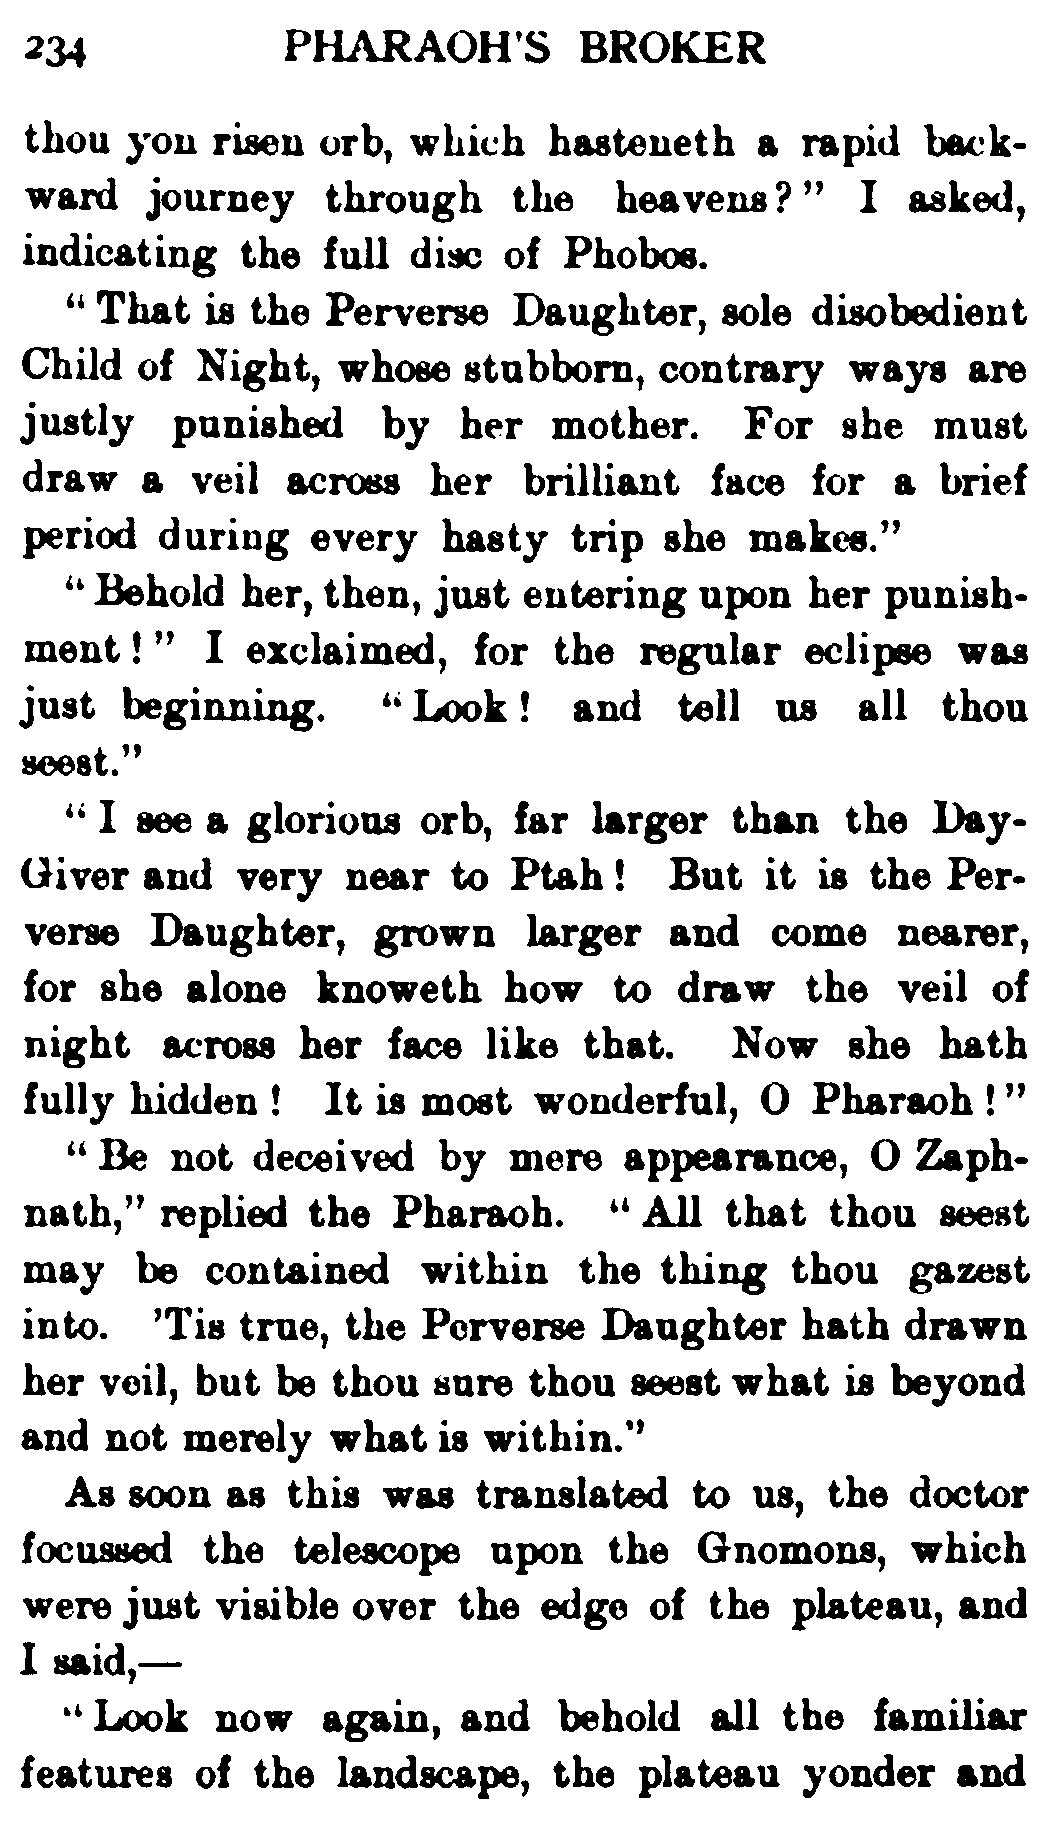 234 PHARAOH'S BROKER
thou yon risen orb, which hasteneth a rapid back-
ward journey through the heavens?" I asked,
indicating the full disc of Phobos.
"That is the Perverse Daughter, sole disobedient
Child of Night, whose stubborn, contrary ways are
justly punished by her mother. For she must
draw a veil across her brilliant face for a brief
period during every hasty trip she makes."
"Behold her, then, just entering upon her punish-
ment!" I exclaimed, for the regular eclipse was
just beginning. "Look! and tell us all thou
seest."
"I see a glorious orb, far larger than the Day-
Giver and very near to Ptah! But it is the Per-
verse Daughter, grown larger and come nearer,
for she alone knoweth how to draw the veil of
night across her face like that. Now she hath
fully hidden! It is most wonderful, O Pharaoh!"
"Be not deceived by mere appearance, O Zaph-
nath," replied the Pharaoh. "All that thou seest
may be contained within the thing thou gazest
into. 'Tis true, the Perverse Daughter hath drawn
her veil, but be thou sure thou seest what is beyond
and not merely what is within."
As soon as this was translated to us, the doctor
focussed the telescope upon the Gnomons, which
were just visible over the edge of the plateau, and
I said,—
"Look now again, and behold all the familiar
features of the landscape, the plateau yonder and